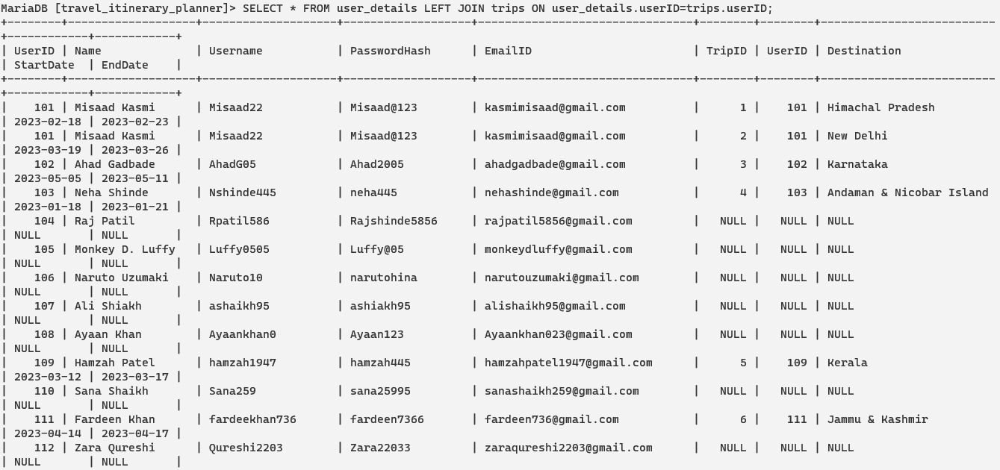 MariaDB [travel_itinerary_planner]> SELECT * FROM user_details LEFT JOIN trips ON user_details.userID=trips.userID;
+--------+-------------------+--------------------+-------------------+--------------------------------+--------+--------+--------------------------
+------------+------------+
| UserID | Name              | Username           | PasswordHash      | EmailID                        | TripID | UserID | Destination
| StartDate  | EndDate    |
+--------+-------------------+--------------------+-------------------+--------------------------------+--------+--------+--------------------------
+------------+------------+
|    101 | Misaad Kasmi      | Misaad22           | Misaad@123        | kasmimisaad@gmail.com          |      1 |    101 | Himachal Pradesh
| 2023-02-18 | 2023-02-23 |
|    101 | Misaad Kasmi      | Misaad22           | Misaad@123        | kasmimisaad@gmail.com          |      2 |    101 | New Delhi
| 2023-03-19 | 2023-03-26 |
|    102 | Ahad Gadbade      | AhadG05            | Ahad2005          | ahadgadbade@gmail.com          |      3 |    102 | Karnataka
| 2023-05-05 | 2023-05-11 |
|    103 | Neha Shinde       | Nshinde445         | neha445           | nehashinde@gmail.com           |      4 |    103 | Andaman & Nicobar Island
| 2023-01-18 | 2023-01-21 |
|    104 | Raj Patil         | Rpatil586          | Rajshinde5856     | rajpatil5856@gmail.com         |   NULL |   NULL | NULL
| NULL       | NULL       |
|    105 | Monkey D. Luffy   | Luffy0505          | Luffy@05          | monkeydluffy@gmail.com         |   NULL |   NULL | NULL
| NULL       | NULL       |
|    106 | Naruto Uzumaki    | Naruto10           | narutohina        | narutouzumaki@gmail.com        |   NULL |   NULL | NULL
| NULL       | NULL       |
|    107 | Ali Shiakh        | ashaikh95          | ashiakh95         | alishaikh95@gmail.com          |   NULL |   NULL | NULL
| NULL       | NULL       |
|    108 | Ayaan Khan        | Ayaankhan0         | Ayaan123          | Ayaankhan023@gmail.com         |   NULL |   NULL | NULL
| NULL       | NULL       |
|    109 | Hamzah Patel      | hamzah1947         | hamzah445         | hamzahpatel1947@gmail.com      |      5 |    109 | Kerala
| 2023-03-12 | 2023-03-17 |
|    110 | Sana Shaikh       | Sana259            | sana25995         | sanashaikh259@gmail.com        |   NULL |   NULL | NULL
| NULL       | NULL       |
|    111 | Fardeen Khan      | fardeekhan736      | fardeen7366       | fardeen736@gmail.com           |      6 |    111 | Jammu & Kashmir
| 2023-04-14 | 2023-04-17 |
|    112 | Zara Qureshi      | Qureshi2203        | Zara22033         | zaraqureshi2203@gmail.com      |   NULL |   NULL | NULL
| NULL       | NULL       |